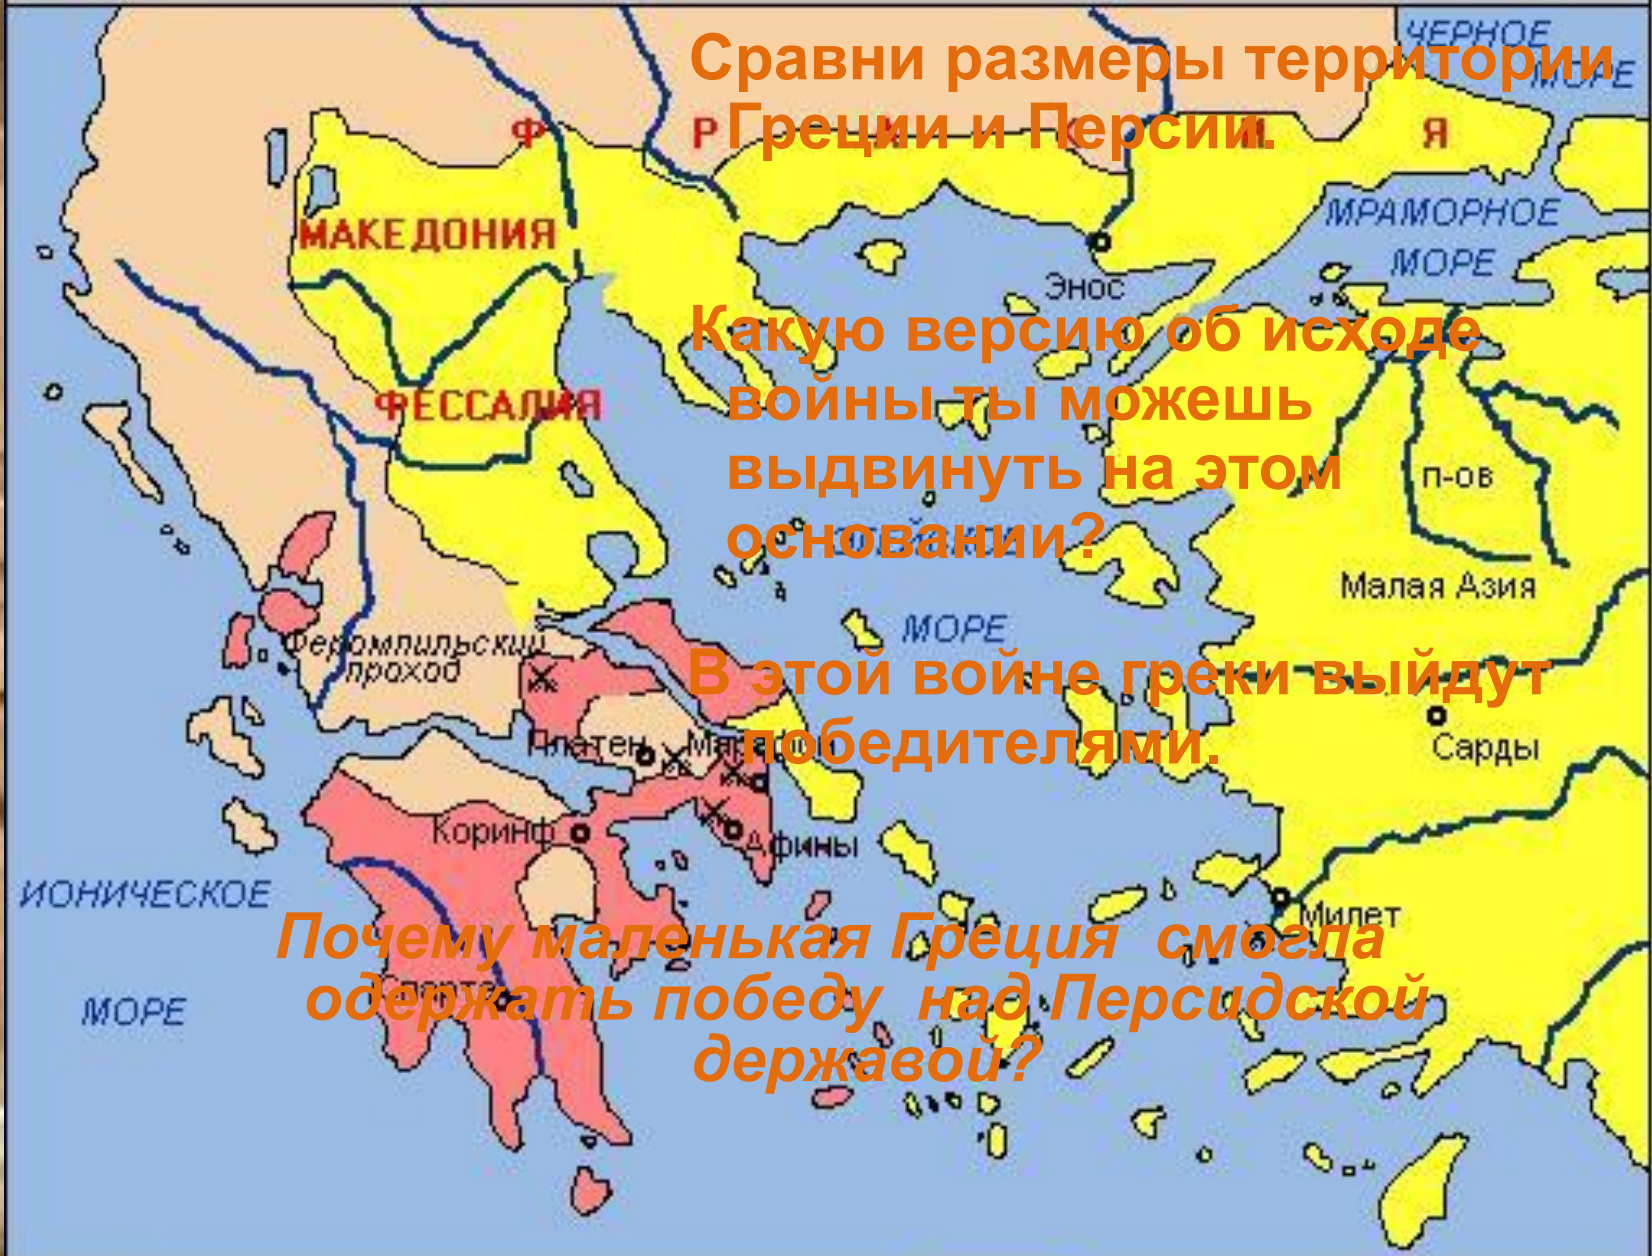 Сравни размеры территории
Греции и Персии.
ЧЕРНОЕ
МОРЕ
Ф Р А К И Я
МАКЕДОНИЯ
МРАМОРНОЕ
МОРЕ
Энос
Какую версию об исходе
войны ты можешь
выдвинуть на этом
основании?
ФЕССАЛИЯ
п-ов
Малая Азия
МОРЕ
Феромпильский
проход
В этой войне греки выйдут
победителями.
Платеи
Марафон
Сарды
Коринф
Афины
ИОНИЧЕСКОЕ
МОРЕ
Милет
Почему маленькая Греция смогла
одержать победу над Персидской
державой?
Спарта